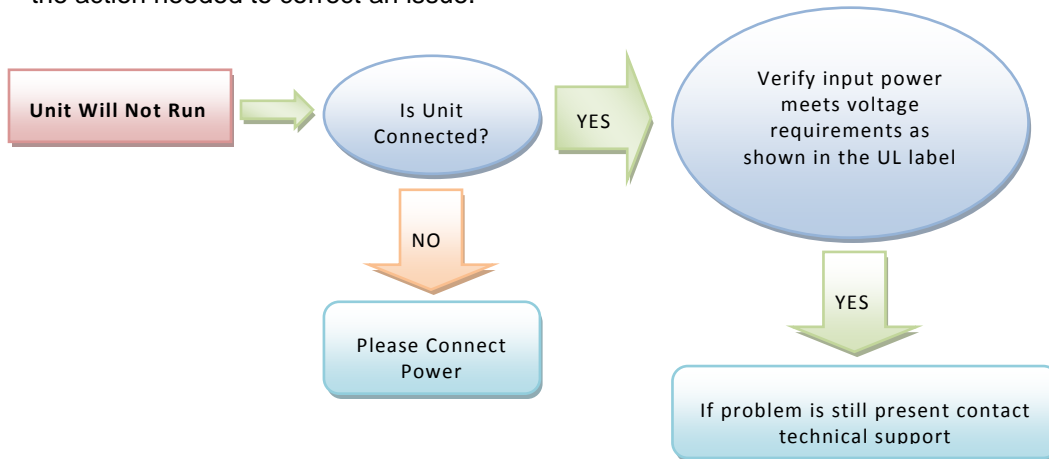 the action needed to correct an issue.
Unit Will Not Run
Is Unit
Connected?
YES
Verify input power
meets voltage
requirements as
shown in the UL label
NO
YES
Please Connect
Power
If problem is still present contact
technical support